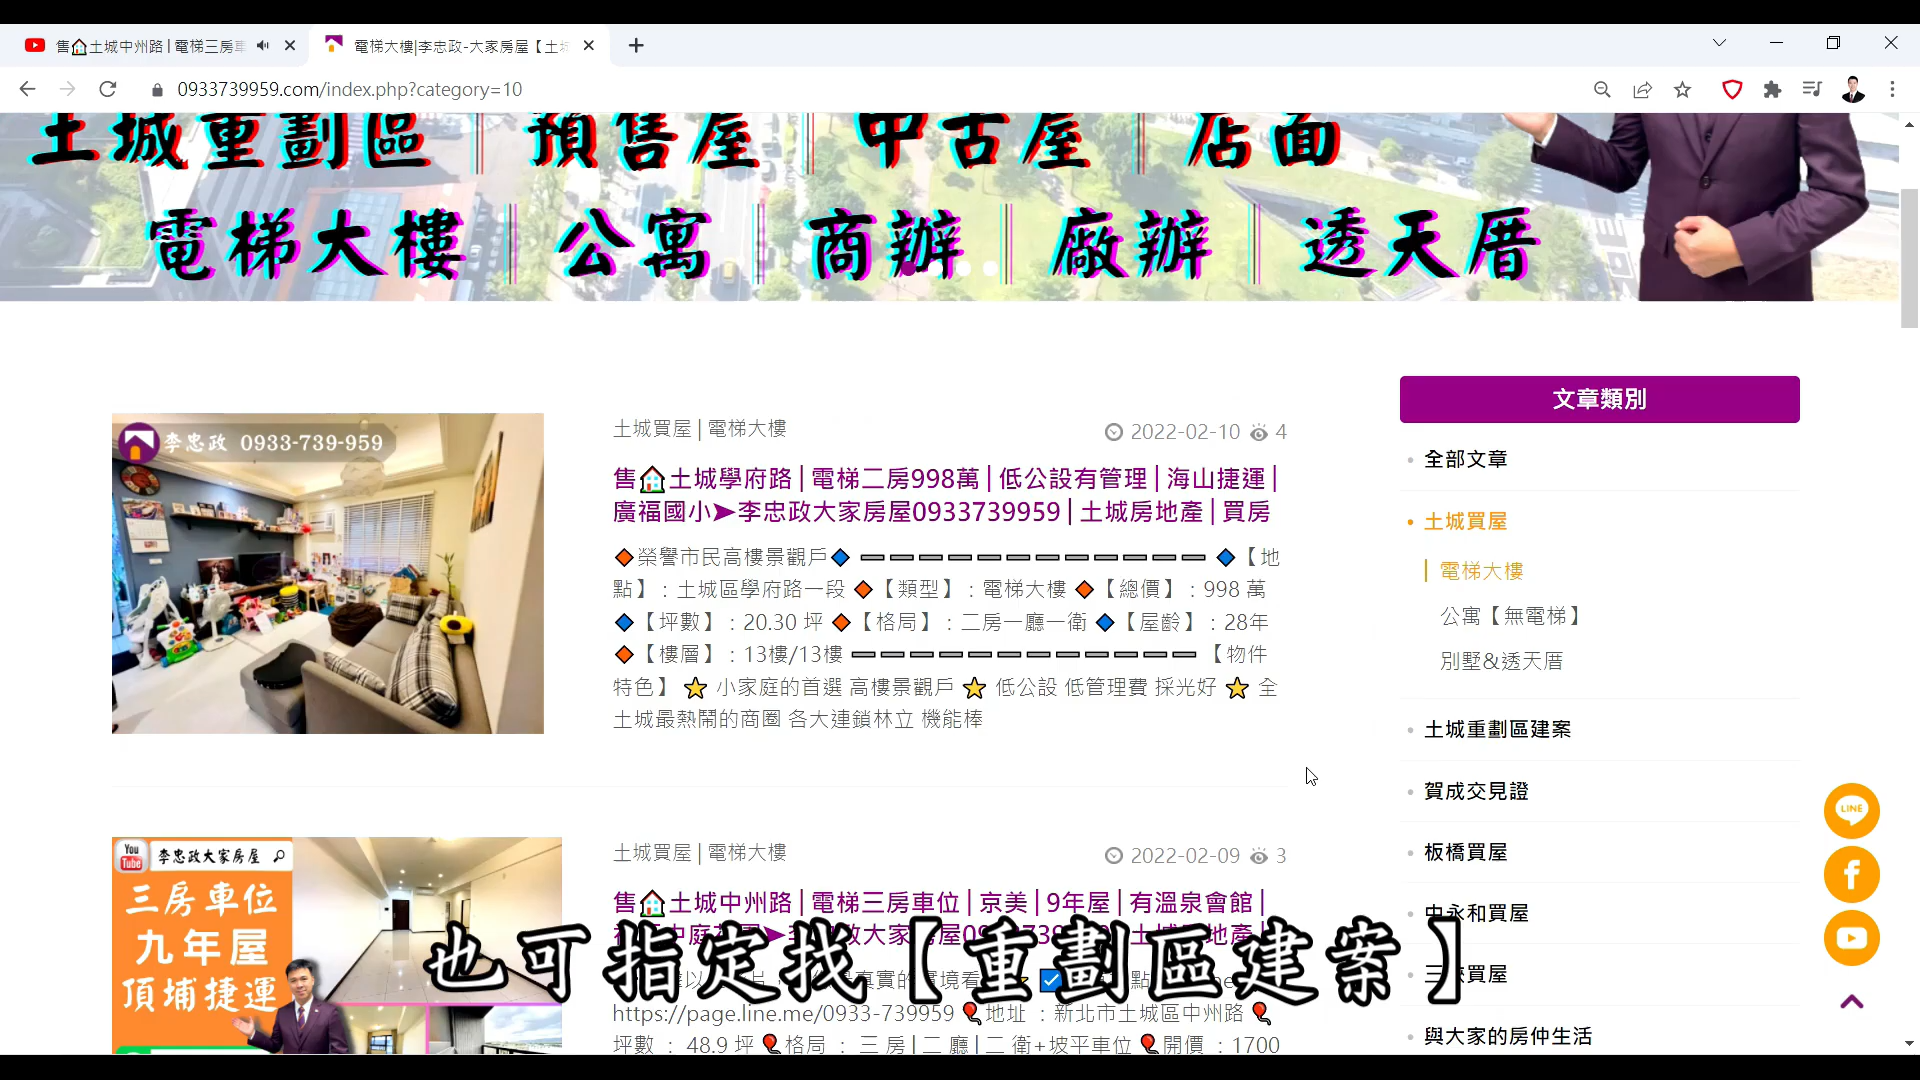 售🏠土城中州路 | 電梯三房車
電梯大樓|李忠政-大家房屋【土
0933739959.com/index.php?category=10
土城重劃區║預售屋║中古屋║店面
電梯大樓║公寓║商辦║廠辦║透天厝
文章類別
李忠政 0933-739-959
土城買屋 | 電梯大樓
2022-02-10 4
售🏠土城學府路│電梯二房998萬│低公設有管理│海山捷運│
廣福國小➤李忠政大家房屋0933739959│土城房地產│買房
🔶榮譽市民高樓景觀戶🔷 ➖➖➖➖➖➖➖➖➖➖➖➖ 🔷【地
點】：土城區學府路一段 🔶【類型】：電梯大樓 🔶【總價】：998 萬
🔷【坪數】：20.30 坪 🔶【格局】：二房一廳一衛 🔷【屋齡】：28年
🔶【樓層】：13樓/13樓 ➖➖➖➖➖➖➖➖➖➖➖➖ 【物件
特色】 ⭐ 小家庭的首選 高樓景觀戶 ⭐ 低公設 低管理費 採光好 ⭐ 全
土城最熱鬧的商圈 各大連鎖林立 機能棒
全部文章
土城買屋
電梯大樓
公寓【無電梯】
別墅&透天厝
土城重劃區建案
賀成交見證
板橋買屋
中永和買屋
三峽買屋
與大家的房仲生活
LINE
You Tube 李忠政大家房屋
三房車位
九年屋
頂埔捷運
土城買屋 | 電梯大樓
2022-02-09 3
售🏠土城中州路│電梯三房車位│京美│9年屋│有溫泉會館│
也可指定找【重劃區建案】
https://page.line.me/0933-739959 🎈地址 ：新北市土城區中州路 🎈
坪數 ： 48.9 坪 🎈格局 ： 三 房│二 廳│二 衛+坡平車位 🎈開價 ：1700